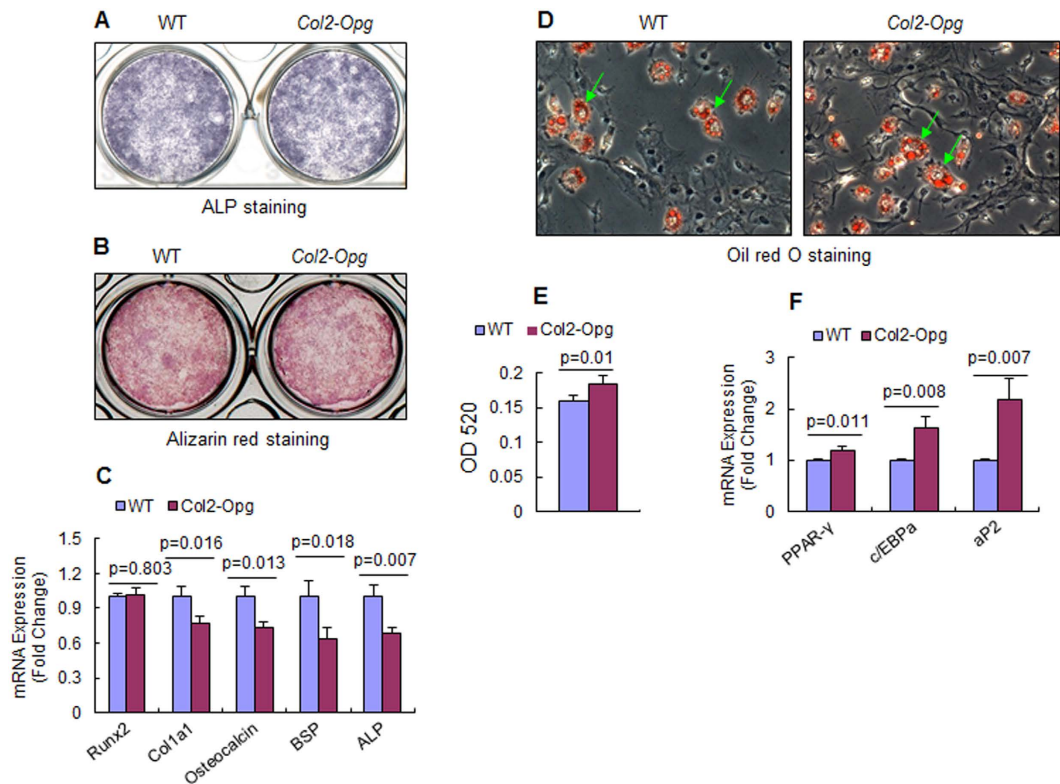 A
WT
Col2-Opg
ALP staining
B
WT
Col2-Opg
Alizarin red staining
C
WT
Col2-Opg
mRNA Expression
(Fold Change)
1.5
1.2
0.9
0.6
0.3
0
p=0.803
p=0.016
p=0.013
p=0.018
p=0.007
Runx2
Col1a1
Osteocalcin
BSP
ALP
D
WT
Col2-Opg
Oil red O staining
E
WT
Col2-Opg
p=0.01
OD 520
0.2
0.15
0.1
0.05
0
F
WT
Col2-Opg
mRNA Expression
(Fold Change)
3
2
1
0
p=0.011
p=0.008
p=0.007
PPAR-γ
c/EBPa
aP2